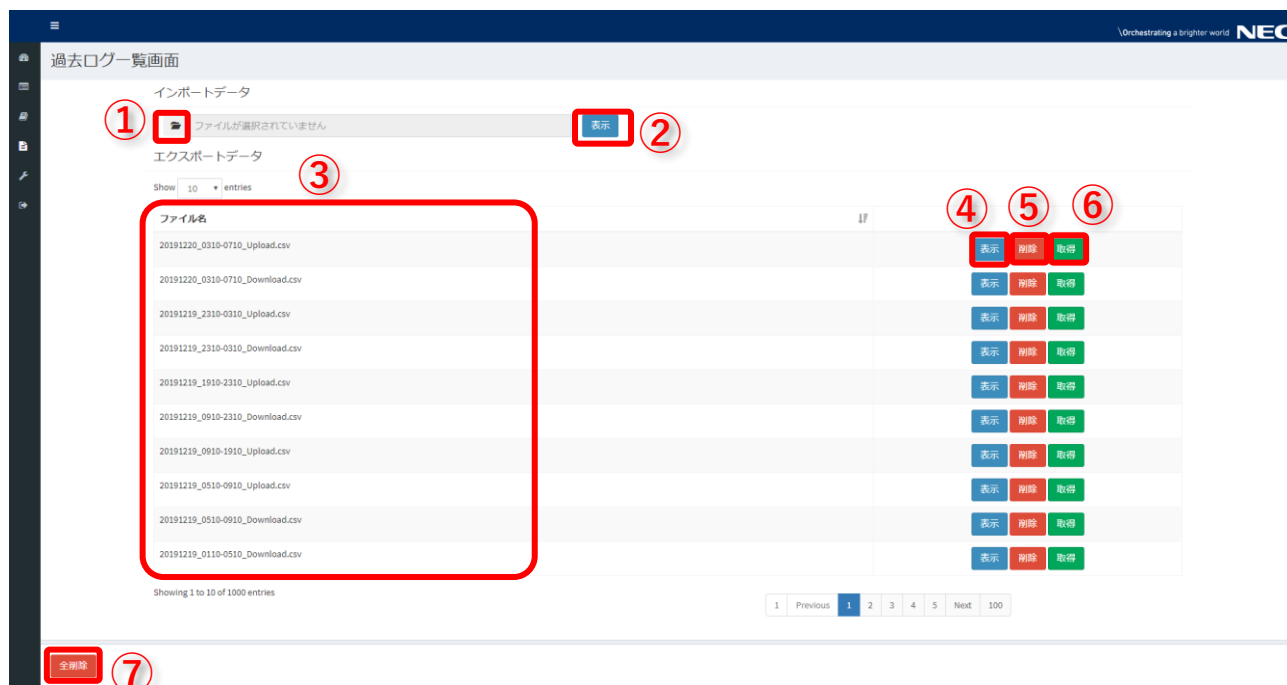 \Orchestrating a brighter world NEC
過去ログ一覧画面
インポートデータ
① ファイルが選択されていません 表示 ②
エクスポートデータ
③
Show 10 entries
ファイル名
④ ⑤ ⑥
20191220_0310-0710_Upload.csv 表示 削除 取得
20191220_0310-0710_Download.csv 表示 削除 取得
20191219_2310-0310_Upload.csv 表示 削除 取得
20191219_2310-0310_Download.csv 表示 削除 取得
20191219_1910-2310_Upload.csv 表示 削除 取得
20191219_0910-2310_Download.csv 表示 削除 取得
20191219_0910-1910_Upload.csv 表示 削除 取得
20191219_0510-0910_Upload.csv 表示 削除 取得
20191219_0510-0910_Download.csv 表示 削除 取得
20191219_0110-0510_Download.csv 表示 削除 取得
Showing 1 to 10 of 1000 entries
1 Previous 1 2 3 4 5 Next 100
全削除 ⑦